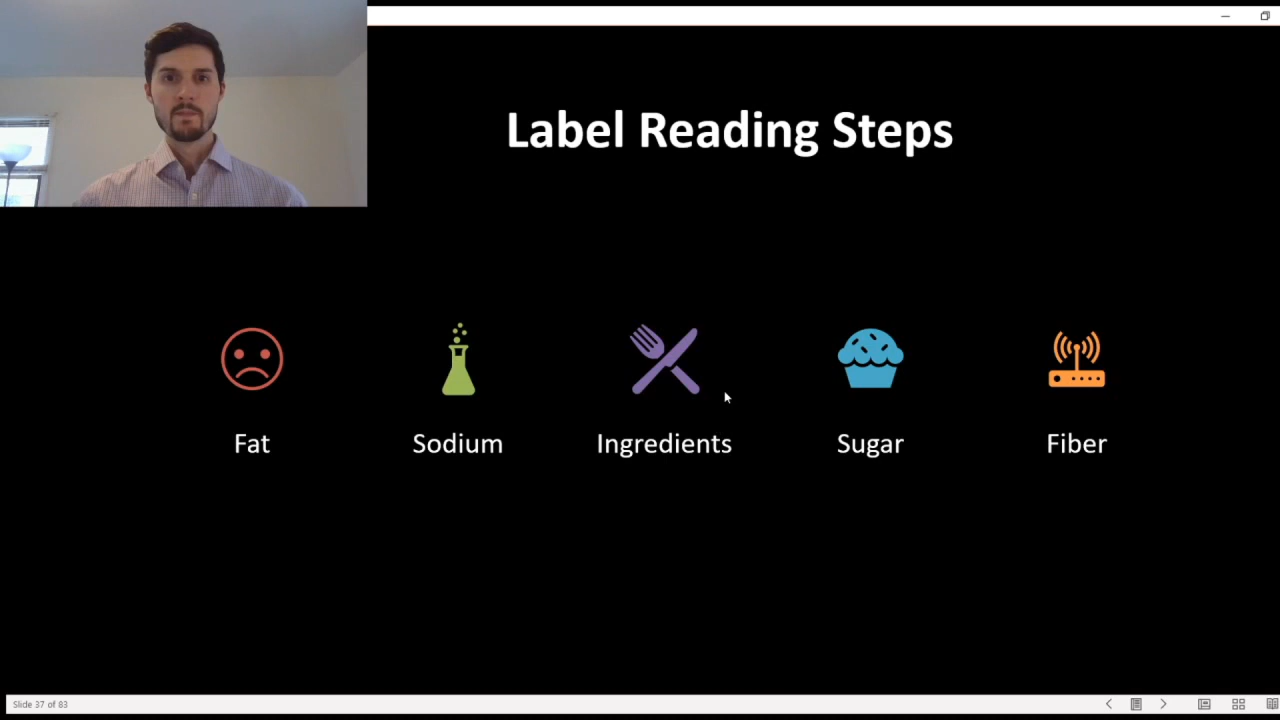 Label Reading Steps
Fat
Sodium
Ingredients
Sugar
Fiber
Slide 37 of 83